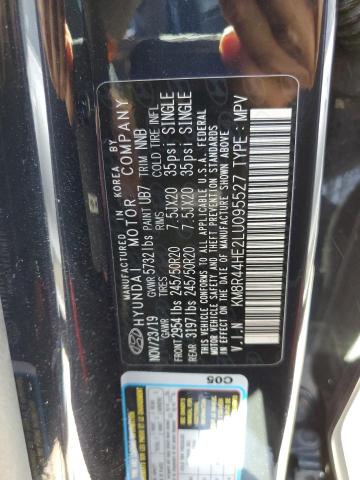 MANUFACTURED IN KOREA BY
HYUNDAI MOTOR COMPANY
NOV/23/19 GVWR 5732lbs PAINT UB7 TRIM NNB
GAWR TIRES RIMS COLD TIRE INFL
FRONT 2954lbs 245/50R20 7.5JX20 35psi SINGLE
REAR 3197lbs 245/50R20 7.5JX20 35psi SINGLE
THIS VEHICLE CONFORMS TO ALL APPLICABLE U.S.A. FEDERAL
MOTOR VEHICLE SAFETY, BUMPER, AND THEFT PREVENTION
STANDARDS IN EFFECT ON THE DATE OF MANUFACTURE SHOWN ABOVE.
V.I.N : KM8R44HE2LU095527 TYPE : MPV
C05